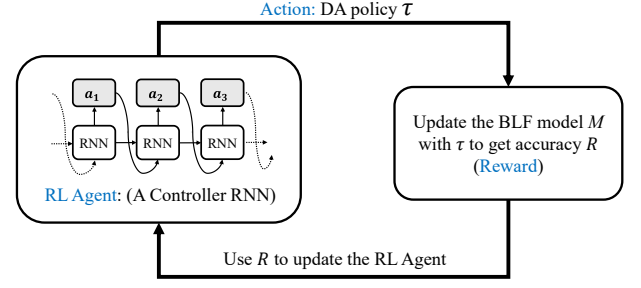 Action: DA policy τ
a₁ a₂ a₃
RNN RNN RNN
RL Agent: (A Controller RNN)
Update the BLF model M
with τ to get accuracy R
(Reward)
Use R to update the RL Agent